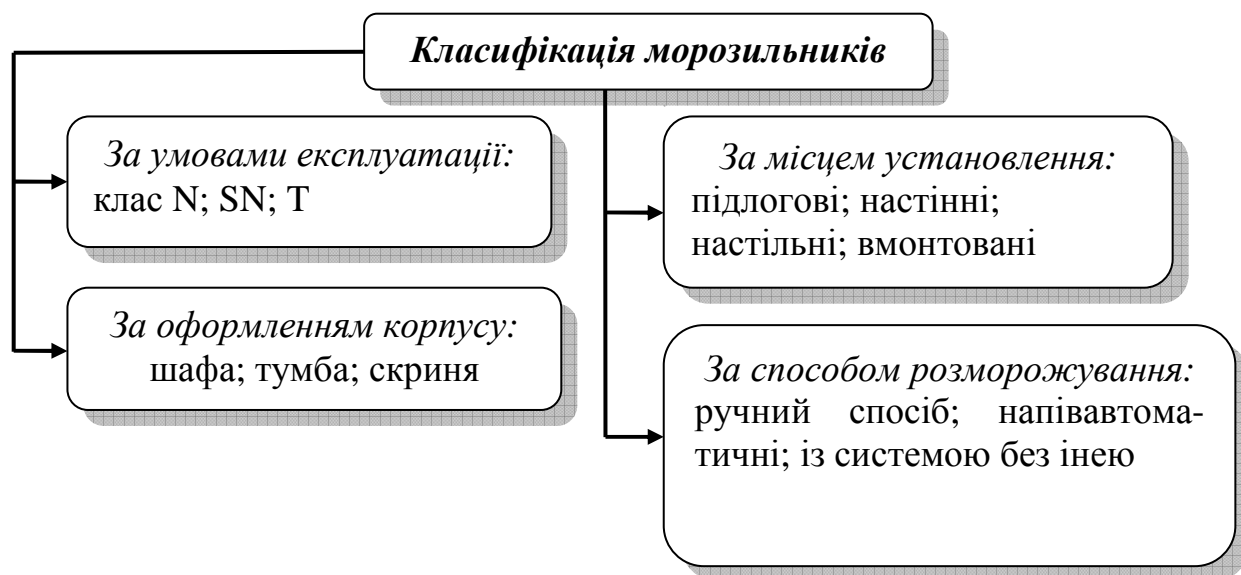 Класифікація морозильників
За умовами експлуатації:
клас N; SN; T
За оформленням корпусу:
шафа; тумба; скриня
За місцем установлення:
підлогові; настінні;
настільні; вмонтовані
За способом розморожування:
ручний спосіб; напівавтома-
тичні; із системою без інею